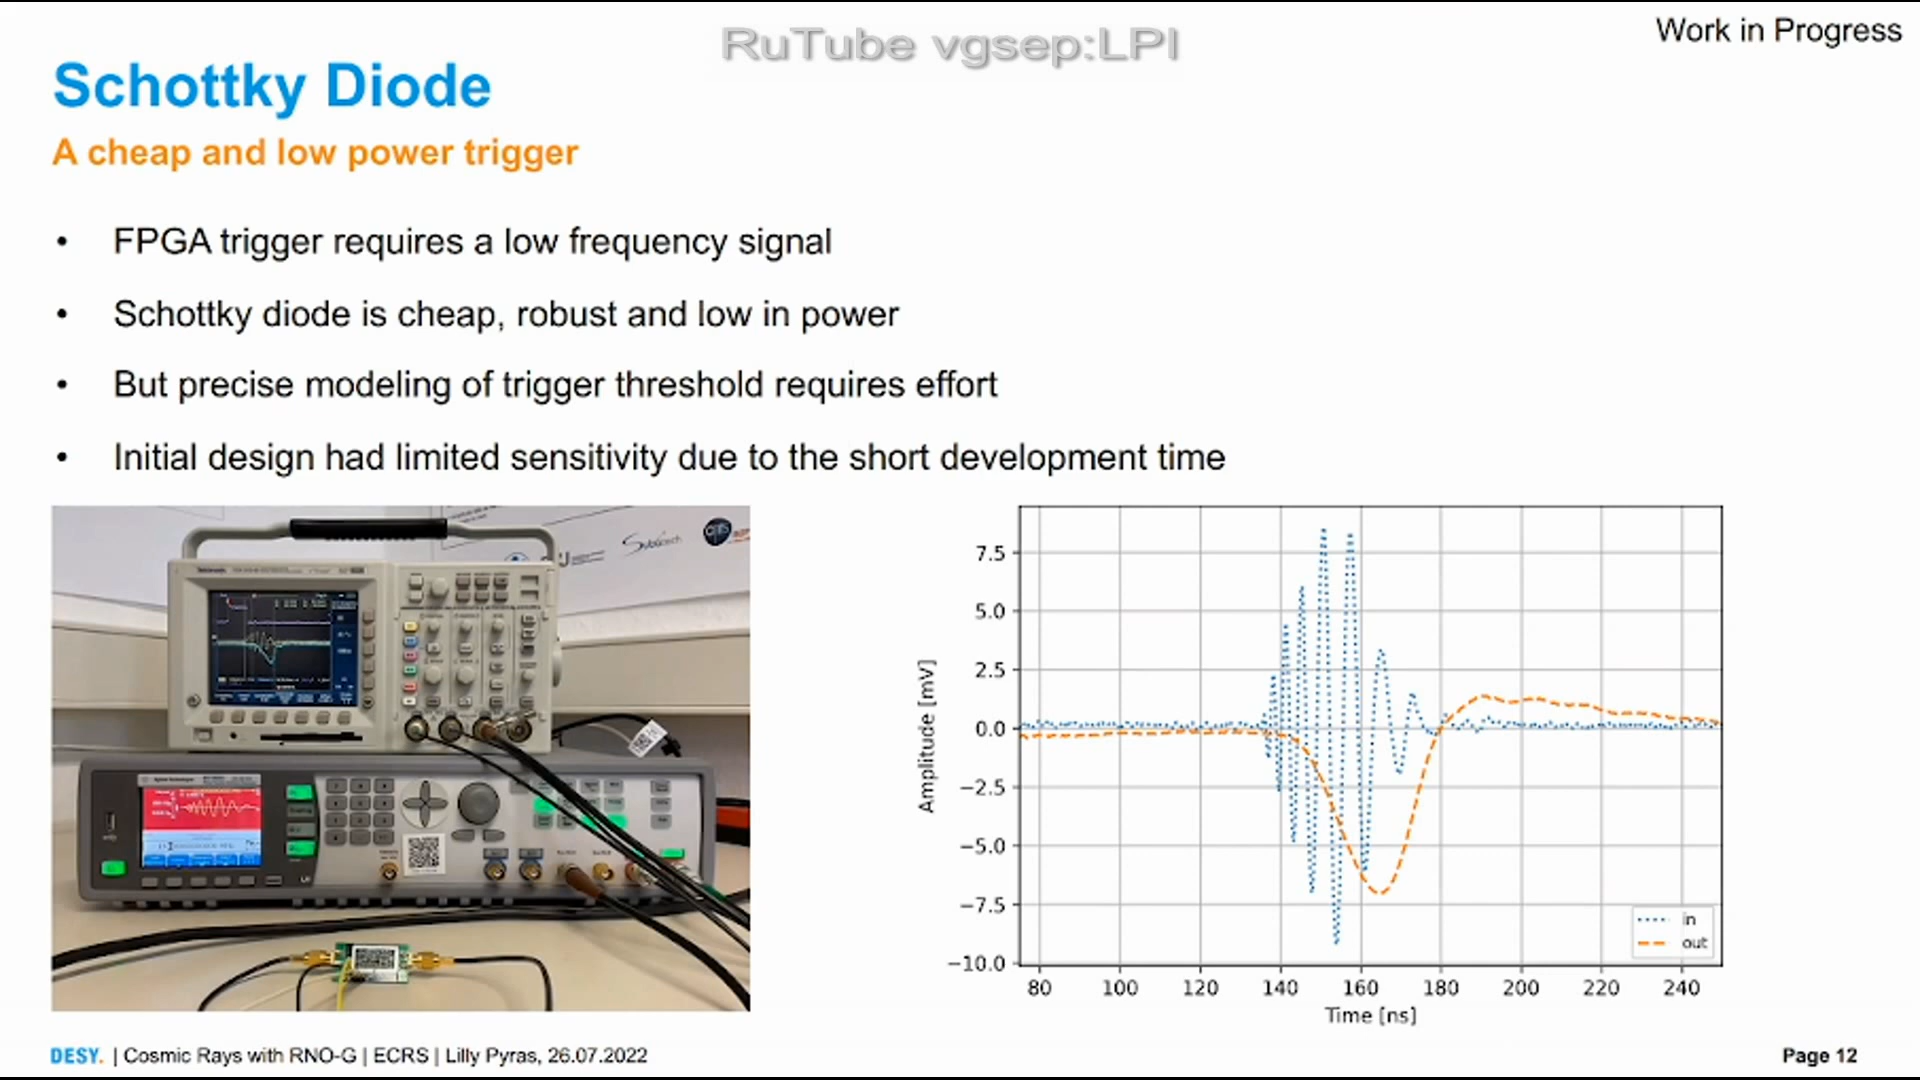 RuTube vgsep:LPI
Work in Progress
Schottky Diode
A cheap and low power trigger
• FPGA trigger requires a low frequency signal
• Schottky diode is cheap, robust and low in power
• But precise modeling of trigger threshold requires effort
• Initial design had limited sensitivity due to the short development time
7.5
5.0
2.5
0.0
−2.5
−5.0
−7.5
−10.0
Amplitude [mV]
in
out
80 100 120 140 160 180 200 220 240
Time [ns]
DESY. | Cosmic Rays with RNO-G | ECRS | Lilly Pyras, 26.07.2022
Page 12